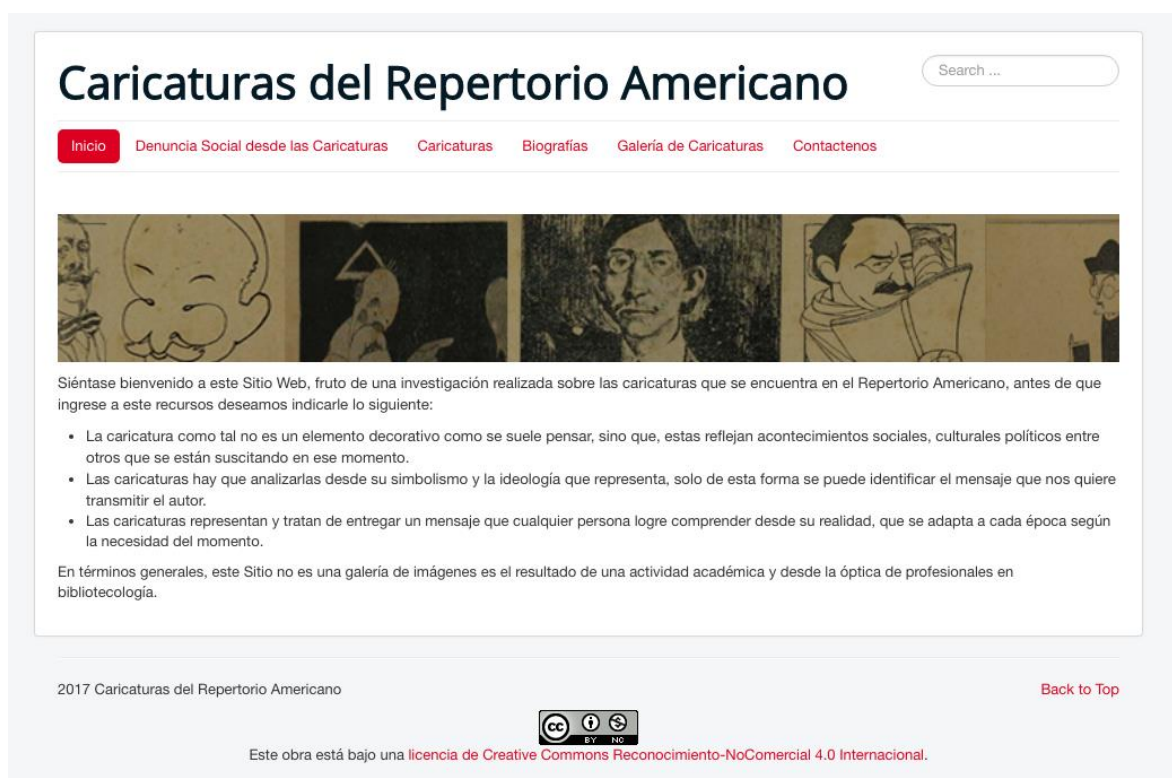 Caricaturas del Repertorio Americano
Search ...
Inicio Denuncia Social desde las Caricaturas Caricaturas Biografías Galería de Caricaturas Contactenos
Siéntase bienvenido a este Sitio Web, fruto de una investigación realizada sobre las caricaturas que se encuentra en el Repertorio Americano, antes de que
ingrese a este recursos deseamos indicarle lo siguiente:
• La caricatura como tal no es un elemento decorativo como se suele pensar, sino que, estas reflejan acontecimientos sociales, culturales políticos entre
otros que se están suscitando en ese momento.
• Las caricaturas hay que analizarlas desde su simbolismo y la ideología que representa, solo de esta forma se puede identificar el mensaje que nos quiere
transmitir el autor.
• Las caricaturas representan y tratan de entregar un mensaje que cualquier persona logre comprender desde su realidad, que se adapta a cada época según
la necesidad del momento.
En términos generales, este Sitio no es una galería de imágenes es el resultado de una actividad académica y desde la óptica de profesionales en
bibliotecología.
2017 Caricaturas del Repertorio Americano
Back to Top
cc
BY NC
Este obra está bajo una licencia de Creative Commons Reconocimiento-NoComercial 4.0 Internacional.